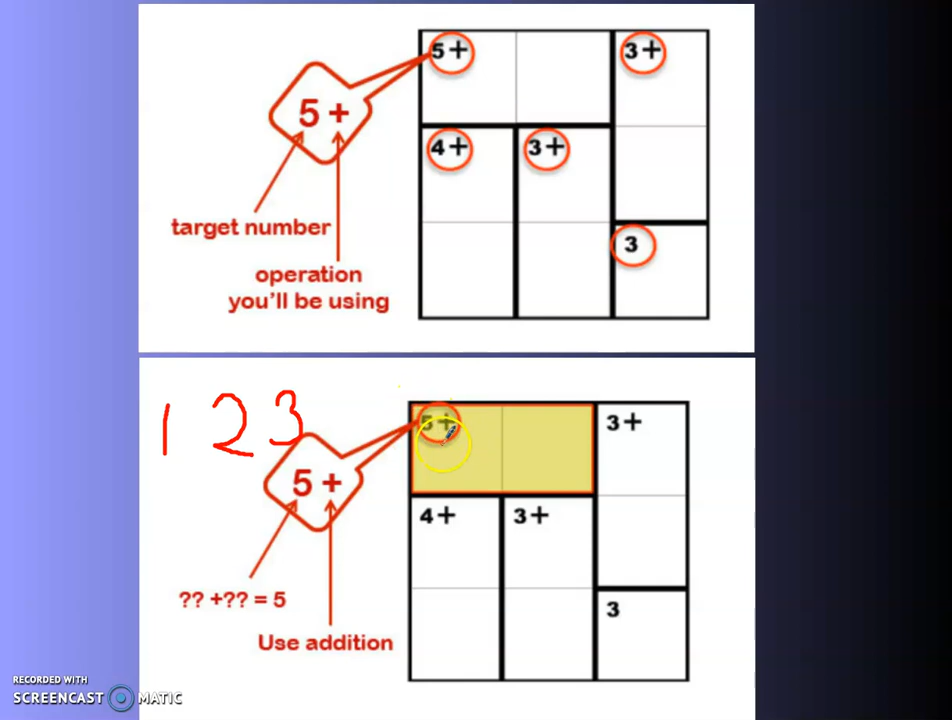 5+
3+
5 +
4+
3+
target number
3
operation
you'll be using
1 2 3
5+
3+
5 +
4+
3+
?? +?? = 5
3
Use addition
RECORDED WITH
SCREENCAST MATIC